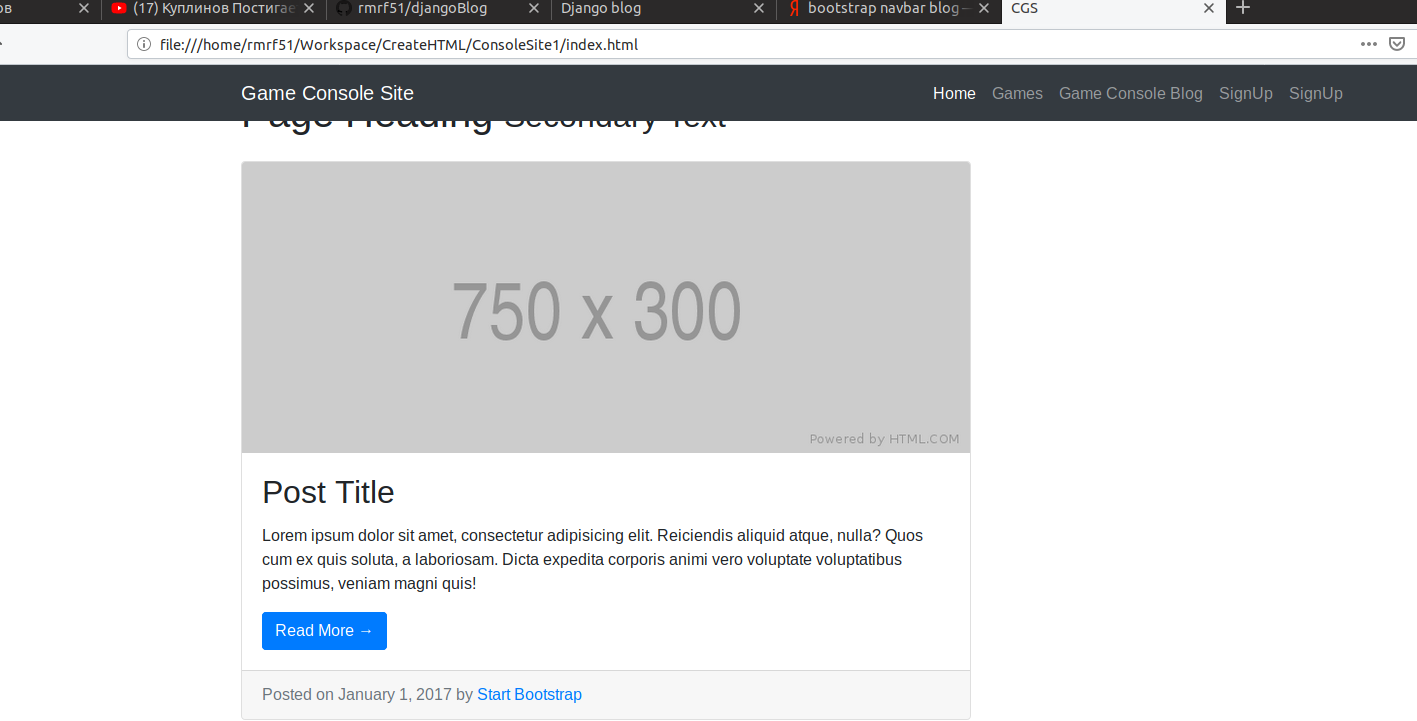 ов
(17) Куплинов Постигае
rmrf51/djangoBlog
Django blog
Я bootstrap navbar blog —
CGS
file:///home/rmrf51/Workspace/CreateHTML/ConsoleSite1/index.html
Game Console Site
Home Games Game Console Blog SignUp SignUp
Page Heading Secondary Text
750 x 300
Powered by HTML.COM
Post Title
Lorem ipsum dolor sit amet, consectetur adipisicing elit. Reiciendis aliquid atque, nulla? Quos
cum ex quis soluta, a laboriosam. Dicta expedita corporis animi vero voluptate voluptatibus
possimus, veniam magni quis!
Read More →
Posted on January 1, 2017 by Start Bootstrap